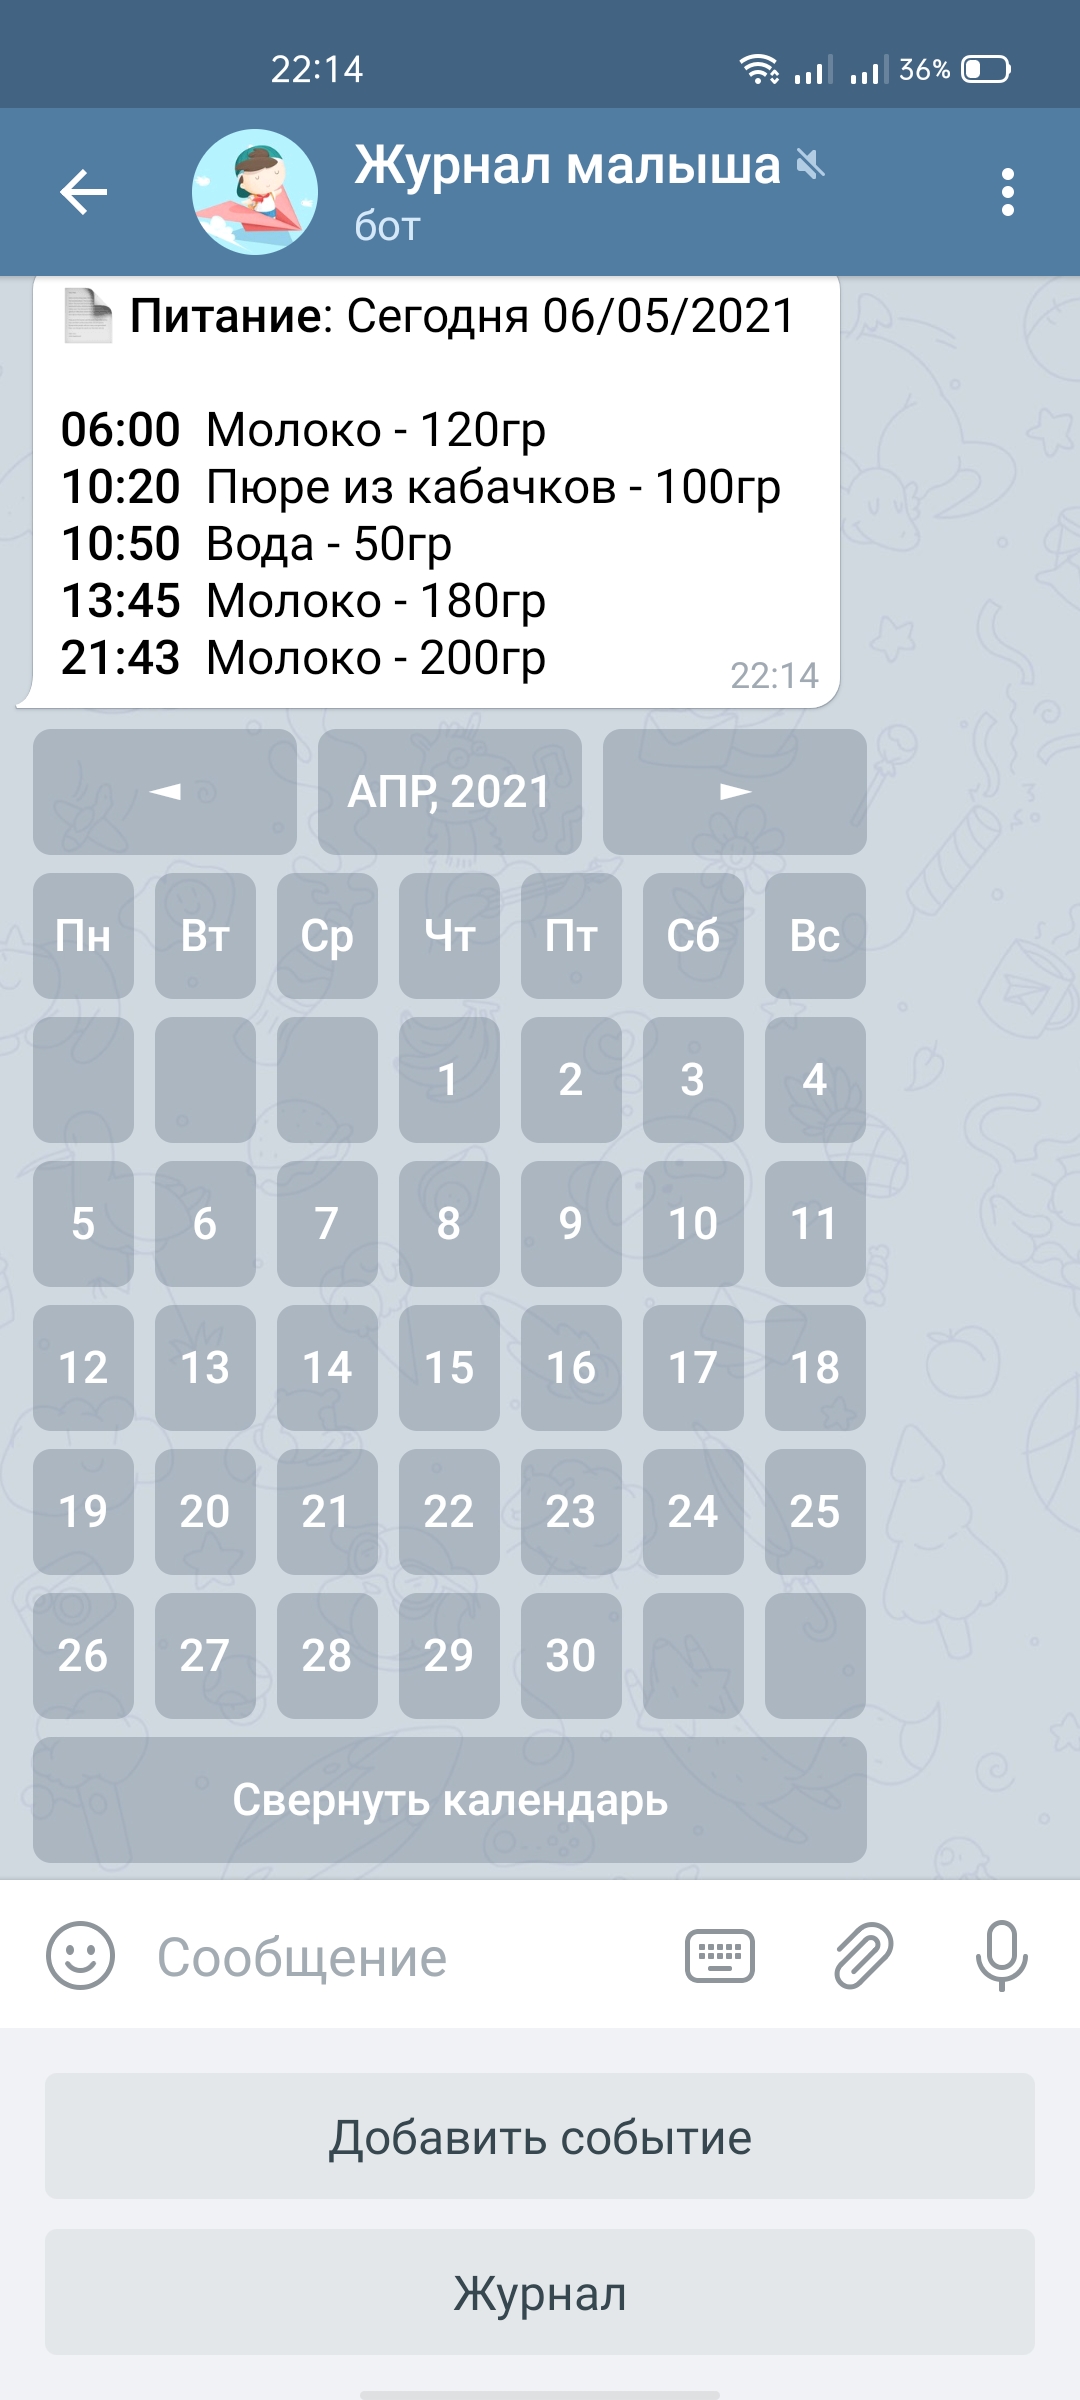 22:14 36%
Журнал малыша
бот
Питание: Сегодня 06/05/2021
06:00 Молоко - 120гр
10:20 Пюре из кабачков - 100гр
10:50 Вода - 50гр
13:45 Молоко - 180гр
21:43 Молоко - 200гр
22:14
◄ АПР, 2021 ►
Пн Вт Ср Чт Пт Сб Вс
1 2 3 4
5 6 7 8 9 10 11
12 13 14 15 16 17 18
19 20 21 22 23 24 25
26 27 28 29 30
Свернуть календарь
Сообщение
Добавить событие
Журнал